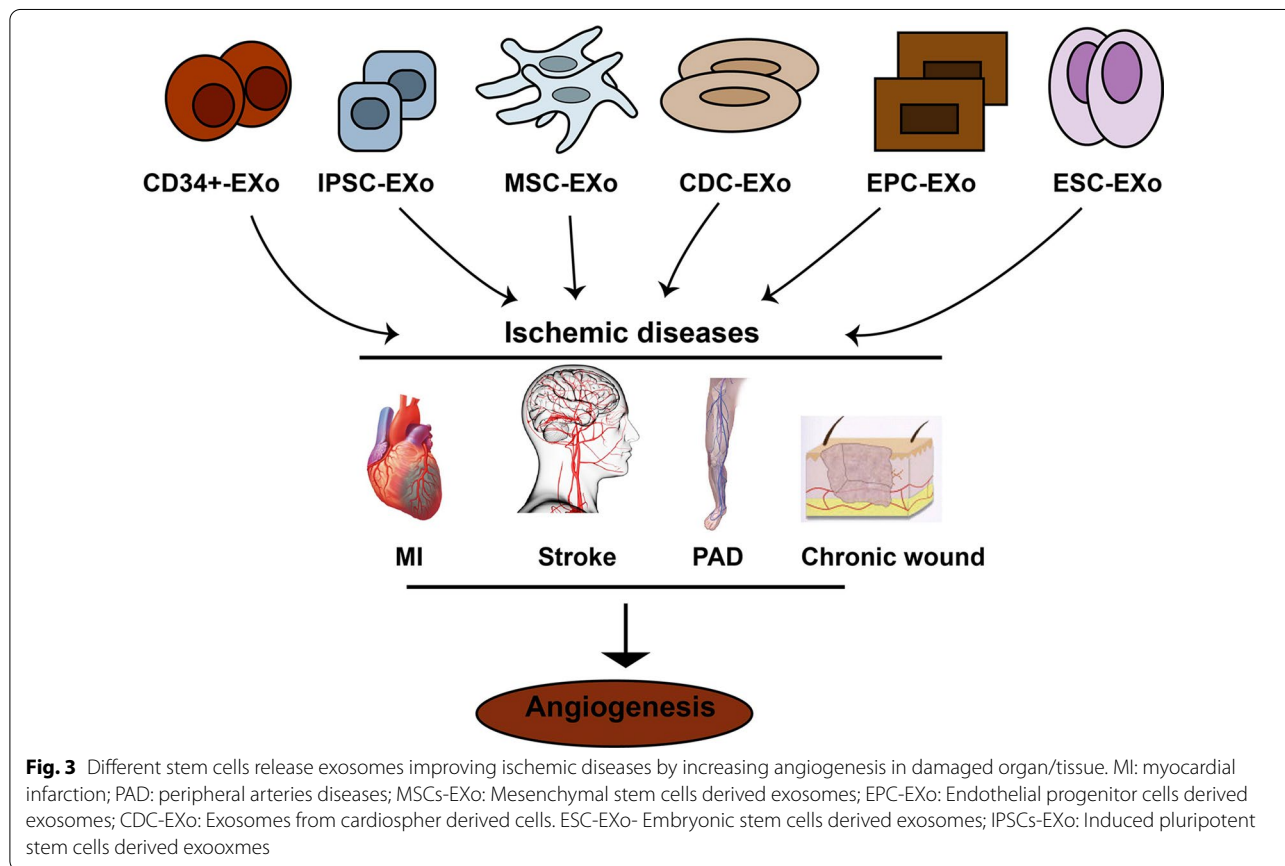 CD34+-EXo IPSC-EXo MSC-EXo CDC-EXo EPC-EXo ESC-EXo
Ischemic diseases
MI Stroke PAD Chronic wound
Angiogenesis
Fig. 3 Different stem cells release exosomes improving ischemic diseases by increasing angiogenesis in damaged organ/tissue. MI: myocardial
infarction; PAD: peripheral arteries diseases; MSCs-EXo: Mesenchymal stem cells derived exosomes; EPC-EXo: Endothelial progenitor cells derived
exosomes; CDC-EXo: Exosomes from cardiospher derived cells. ESC-EXo- Embryonic stem cells derived exosomes; IPSCs-EXo: Induced pluripotent
stem cells derived exooxmes